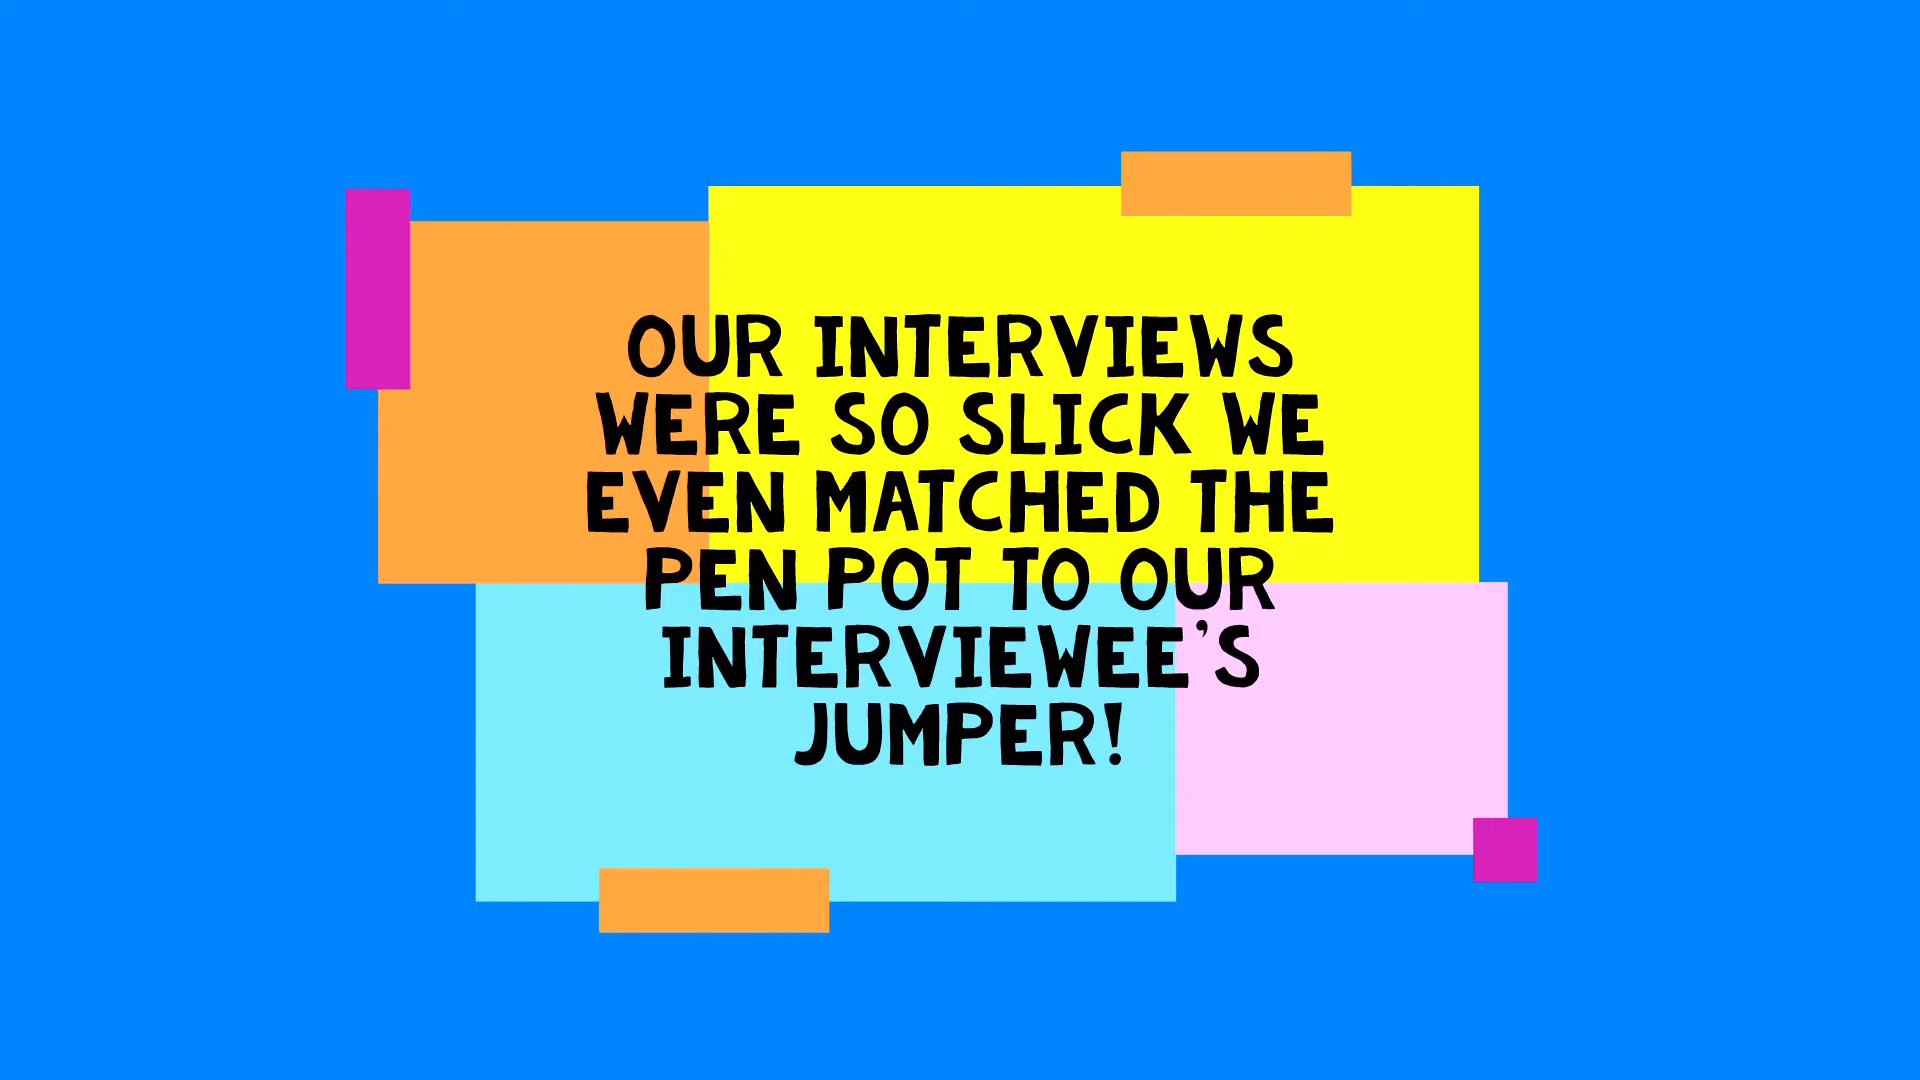 OUR INTERVIEWS
WERE SO SLICK WE
EVEN MATCHED THE
PEN POT TO OUR
INTERVIEWEE'S
JUMPER!